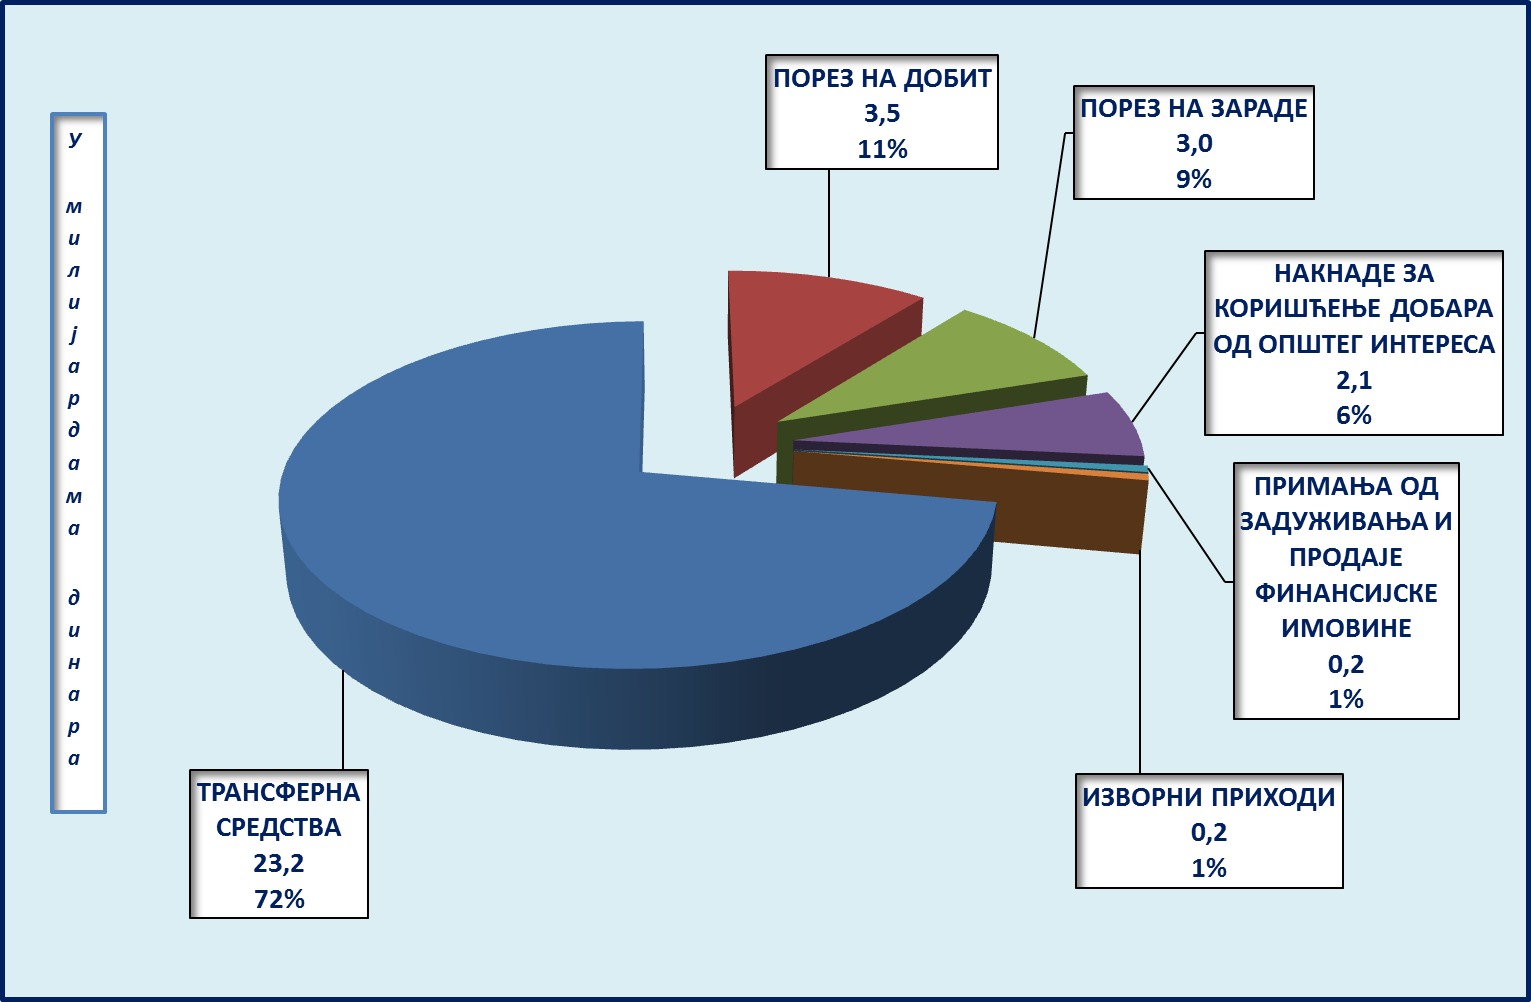 У милијардама динара
ПОРЕЗ НА ДОБИТ
3,5
11%
ПОРЕЗ НА ЗАРАДЕ
3,0
9%
НАКНАДЕ ЗА
КОРИШЋЕЊЕ ДОБАРА
ОД ОПШТЕГ ИНТЕРЕСА
2,1
6%
ПРИМАЊА ОД
ЗАДУЖИВАЊА И
ПРОДАЈЕ
ФИНАНСИЈСКЕ
ИМОВИНЕ
0,2
1%
ИЗВОРНИ ПРИХОДИ
0,2
1%
ТРАНСФЕРНА
СРЕДСТВА
23,2
72%